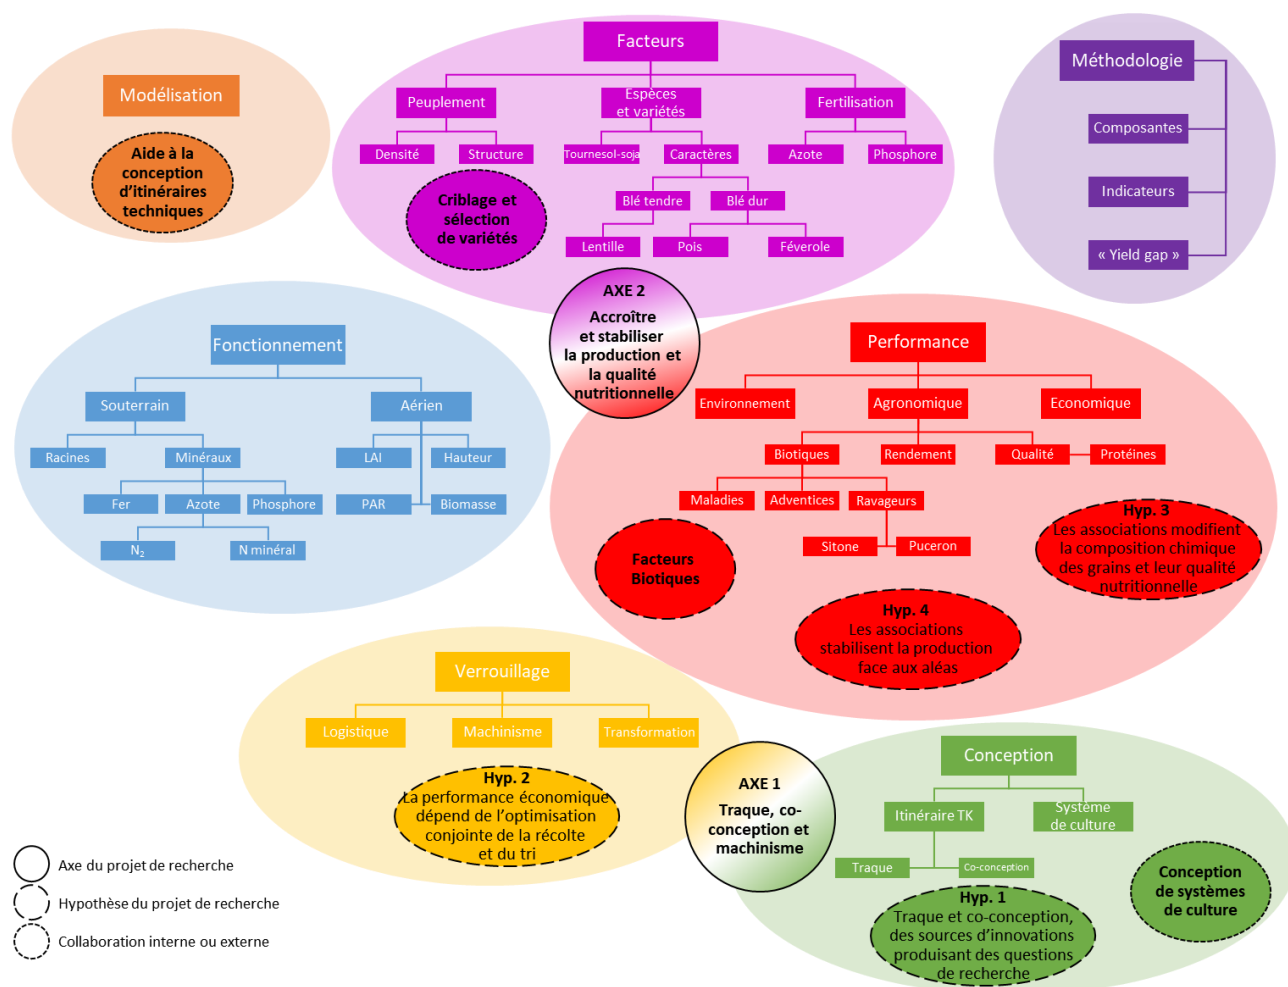 Modélisation
Aide à la
conception
d'itinéraires
techniques
Facteurs
Peuplement
Espèces
et variétés
Fertilisation
Densité
Structure
Tournesol-soja
Caractères
Azote
Phosphore
Blé tendre
Blé dur
Lentille
Pois
Féverole
Criblage et
sélection
de variétés
Méthodologie
Composantes
Indicateurs
« Yield gap »
AXE 2
Accroître
et stabiliser
la production et
la qualité
nutritionnelle
Fonctionnement
Souterrain
Aérien
Racines
Minéraux
LAI
Hauteur
Fer
Azote
Phosphore
PAR
Biomasse
N₂
N minéral
Performance
Environnement
Agronomique
Economique
Biotiques
Rendement
Qualité
Protéines
Maladies
Adventices
Ravageurs
Sitone
Puceron
Facteurs
Biotiques
Hyp. 3
Les associations modifient
la composition chimique
des grains et leur qualité
nutritionnelle
Hyp. 4
Les associations
stabilisent la production
face aux aléas
Verrouillage
Logistique
Machinisme
Transformation
Hyp. 2
La performance économique
dépend de l'optimisation
conjointe de la récolte
et du tri
AXE 1
Traque, co-
conception et
machinisme
Conception
Itinéraire TK
Système
de culture
Traque
Co-conception
Hyp. 1
Traque et co-conception,
des sources d'innovations
produisant des questions
de recherche
Conception
de systèmes
de culture
Axe du projet de recherche
Hypothèse du projet de recherche
Collaboration interne ou externe